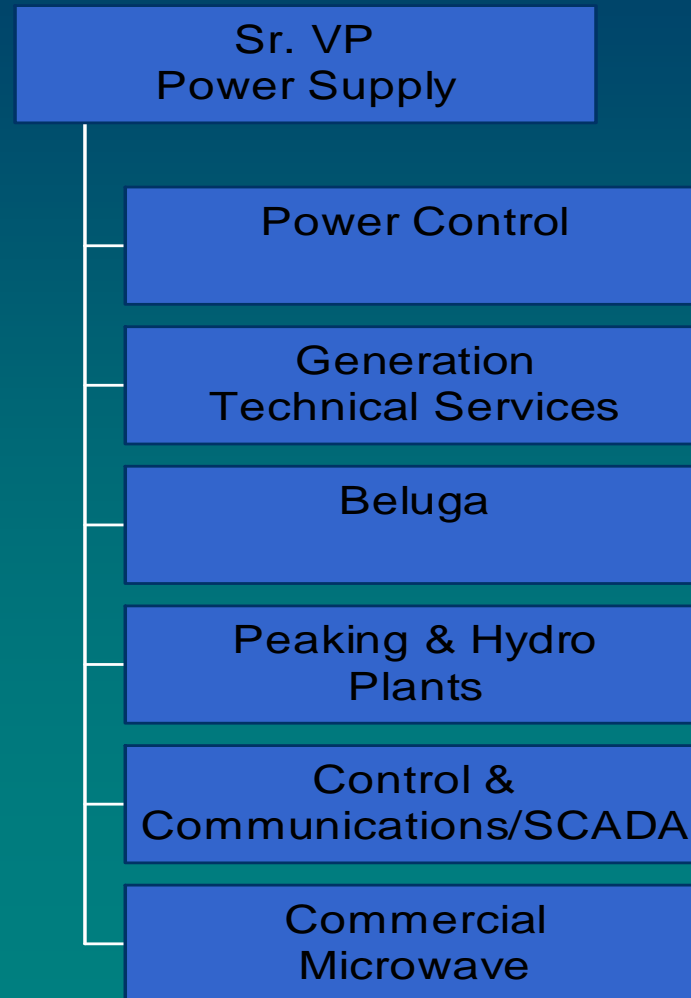 Sr. VP
Power Supply
Power Control
Generation
Technical Services
Beluga
Peaking & Hydro
Plants
Control &
Communications/SCADA
Commercial
Microwave